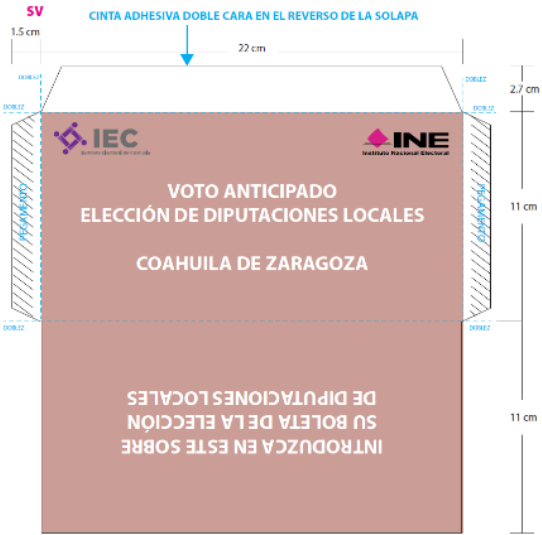 SV
CINTA ADHESIVA DOBLE CARA EN EL REVERSO DE LA SOLAPA
1.5 cm
22 cm
DOBLEZ
DOBLEZ
2.7 cm
DOBLEZ
DOBLEZ
IEC
INE
Instituto Nacional Electoral
VOTO ANTICIPADO
ELECCIÓN DE DIPUTACIONES LOCALES
COAHUILA DE ZARAGOZA
PEGAMENTO
PEGAMENTO
11 cm
DOBLEZ
DOBLEZ
INTRODUZCA EN ESTE SOBRE
SU BOLETA DE LA ELECCIÓN
DE DIPUTACIONES LOCALES
11 cm